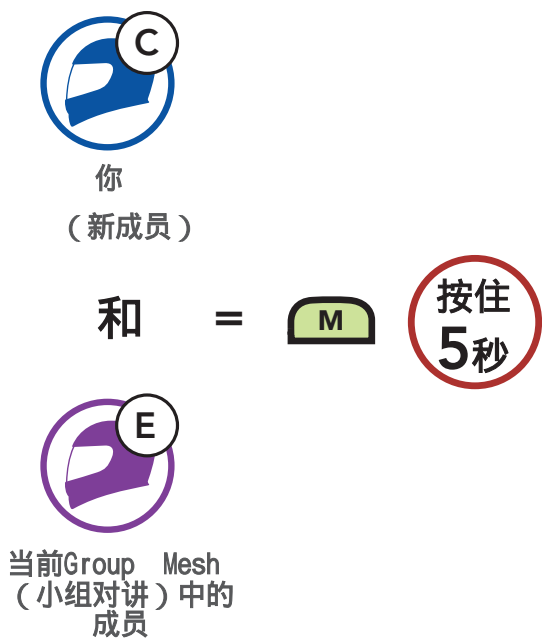 C
你
（新成员）
和 = M 按住
5秒
E
当前Group Mesh
（小组对讲）中的
成员